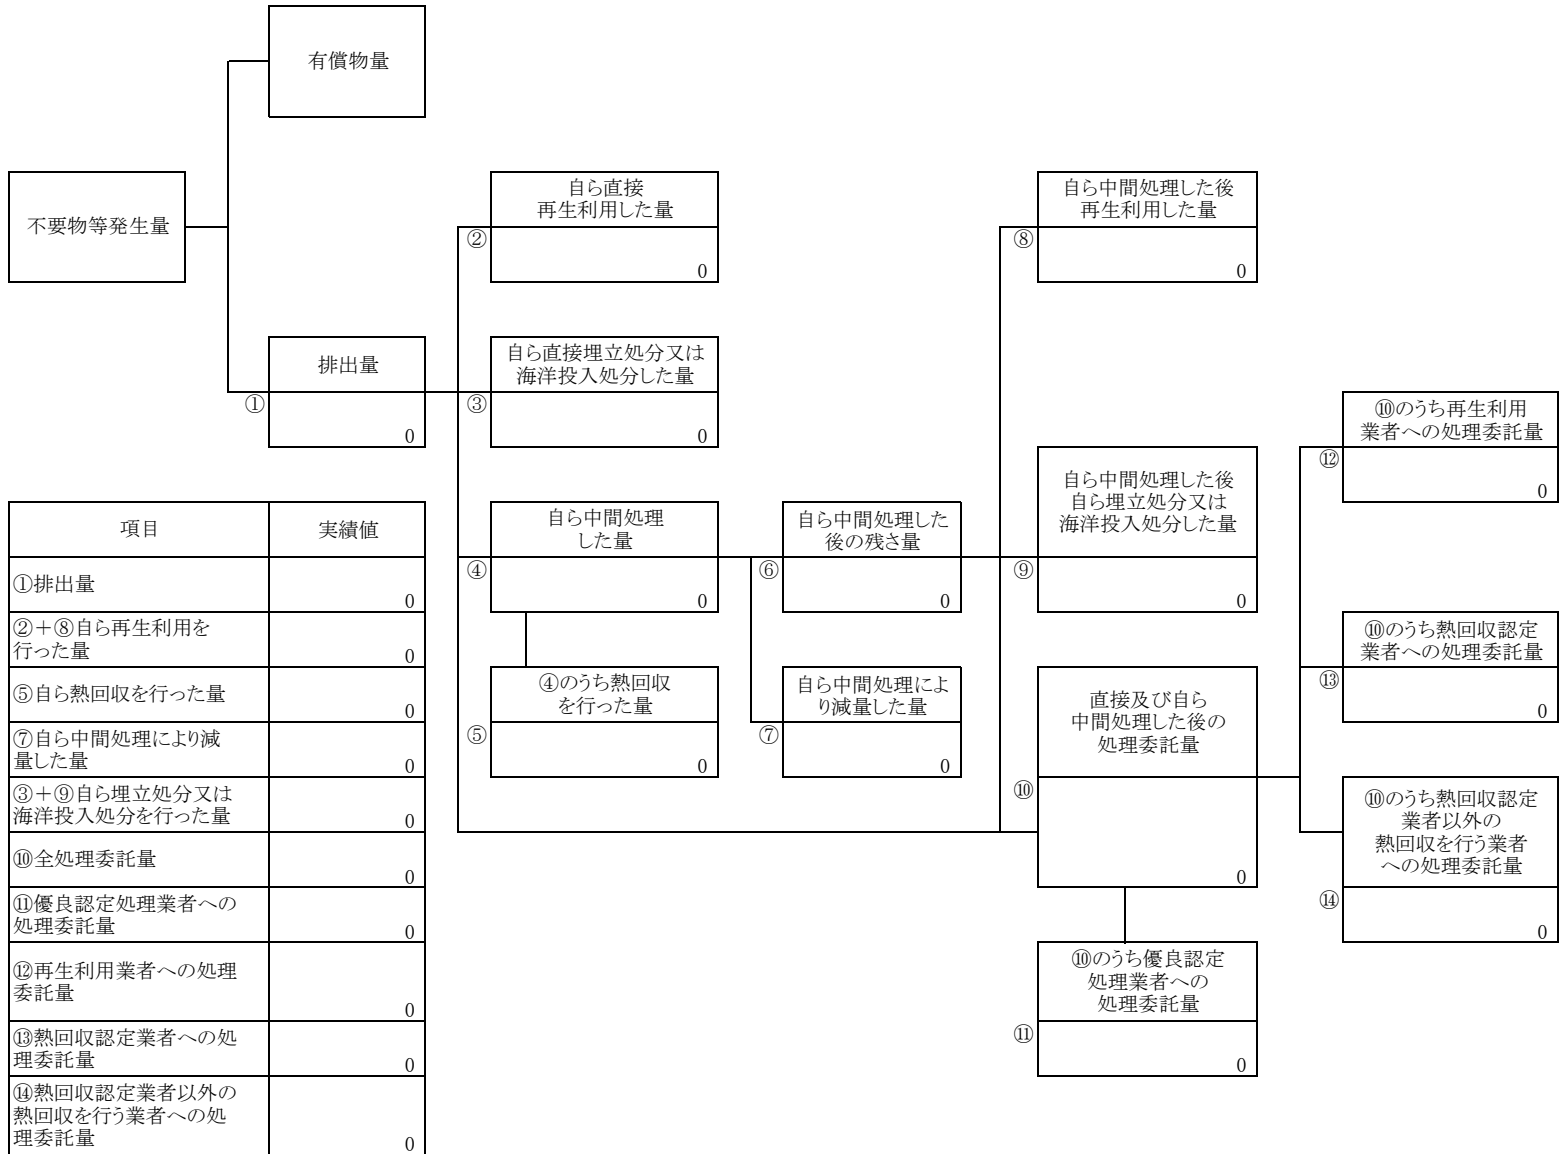 有償物量
不要物等発生量
自ら直接
再生利用した量
②
0
自ら中間処理した後
再生利用した量
⑧
0
排出量
①
0
自ら直接埋立処分又は
海洋投入処分した量
③
0
⑩のうち再生利用
業者への処理委託量
⑫
0
自ら中間処理
した量
④
0
自ら中間処理した
後の残さ量
⑥
0
自ら中間処理した後
自ら埋立処分又は
海洋投入処分した量
⑨
0
⑩のうち熱回収認定
業者への処理委託量
⑬
0
④のうち熱回収
を行った量
⑤
0
自ら中間処理によ
り減量した量
⑦
0
直接及び自ら
中間処理した後の
処理委託量
⑩
0
⑩のうち熱回収認定
業者以外の
熱回収を行う業者
への処理委託量
⑭
0
⑩のうち優良認定
処理業者への
処理委託量
⑪
0
項目 実績値
①排出量
0
②＋⑧自ら再生利用を
行った量
0
⑤自ら熱回収を行った量
0
⑦自ら中間処理により減
量した量
0
③＋⑨自ら埋立処分又は
海洋投入処分を行った量
0
⑩全処理委託量
0
⑪優良認定処理業者への
処理委託量
0
⑫再生利用業者への処理
委託量
0
⑬熱回収認定業者への処
理委託量
0
⑭熱回収認定業者以外の
熱回収を行う業者への処
理委託量
0